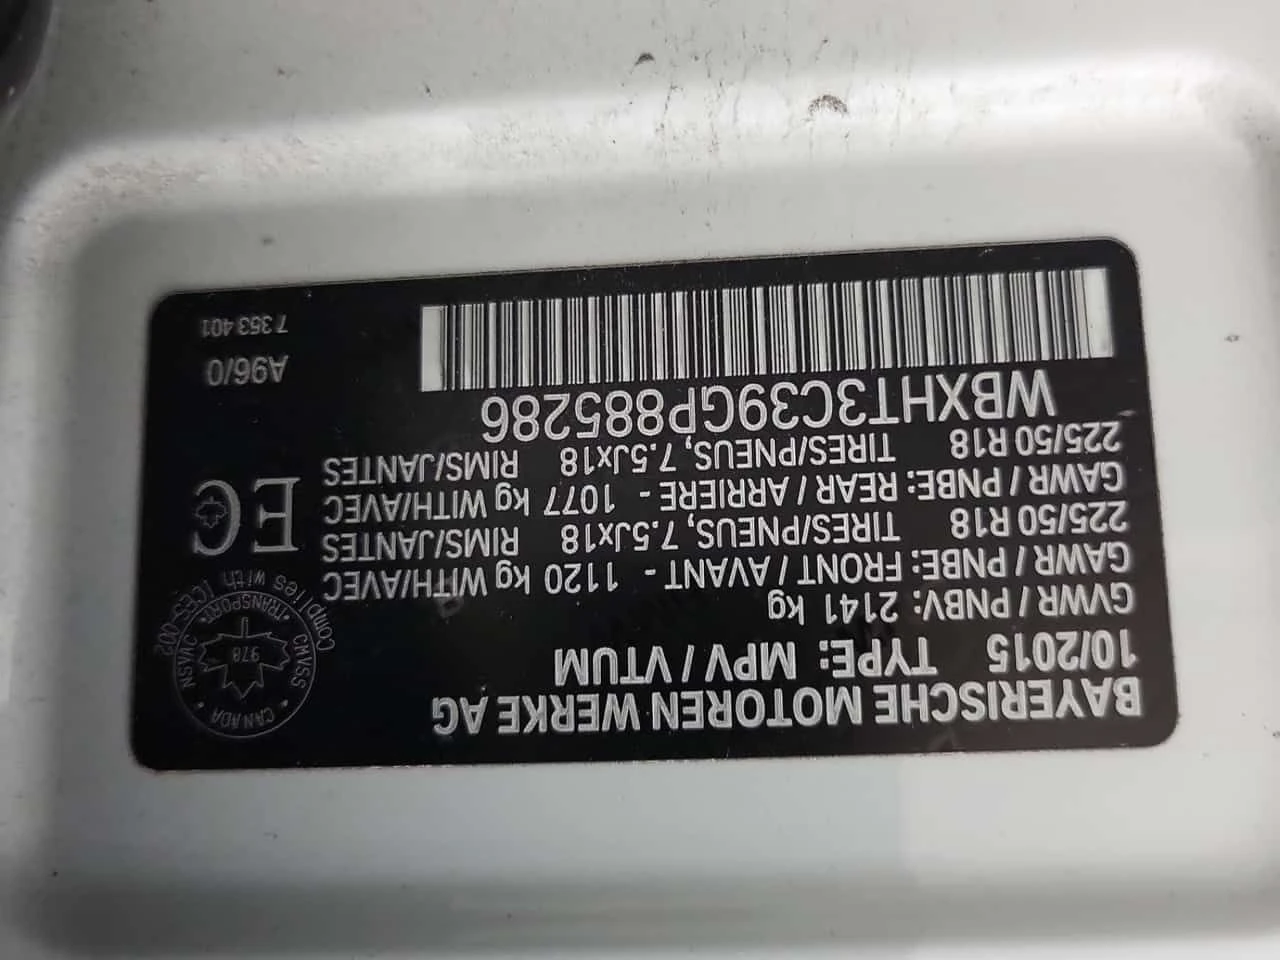 BAYERISCHE MOTOREN WERKE AG
10/2015 TYPE: MPV / VTUM
GVWR / PNBV: 2141 kg
GAWR / PNBE: FRONT / AVANT - 1120 kg WITH/AVEC
225/50 R18 TIRES/PNEUS, 7.5Jx18 RIMS/JANTES
GAWR / PNBE: REAR / ARRIERE - 1077 kg WITH/AVEC
225/50 R18 TIRES/PNEUS, 7.5Jx18 RIMS/JANTES
WBXHT3C39GP885286
CANADA
CMVSS
NSVAC
978
TRANSPORT
Complies with ICES-002
EC
A96/0
7 353 401